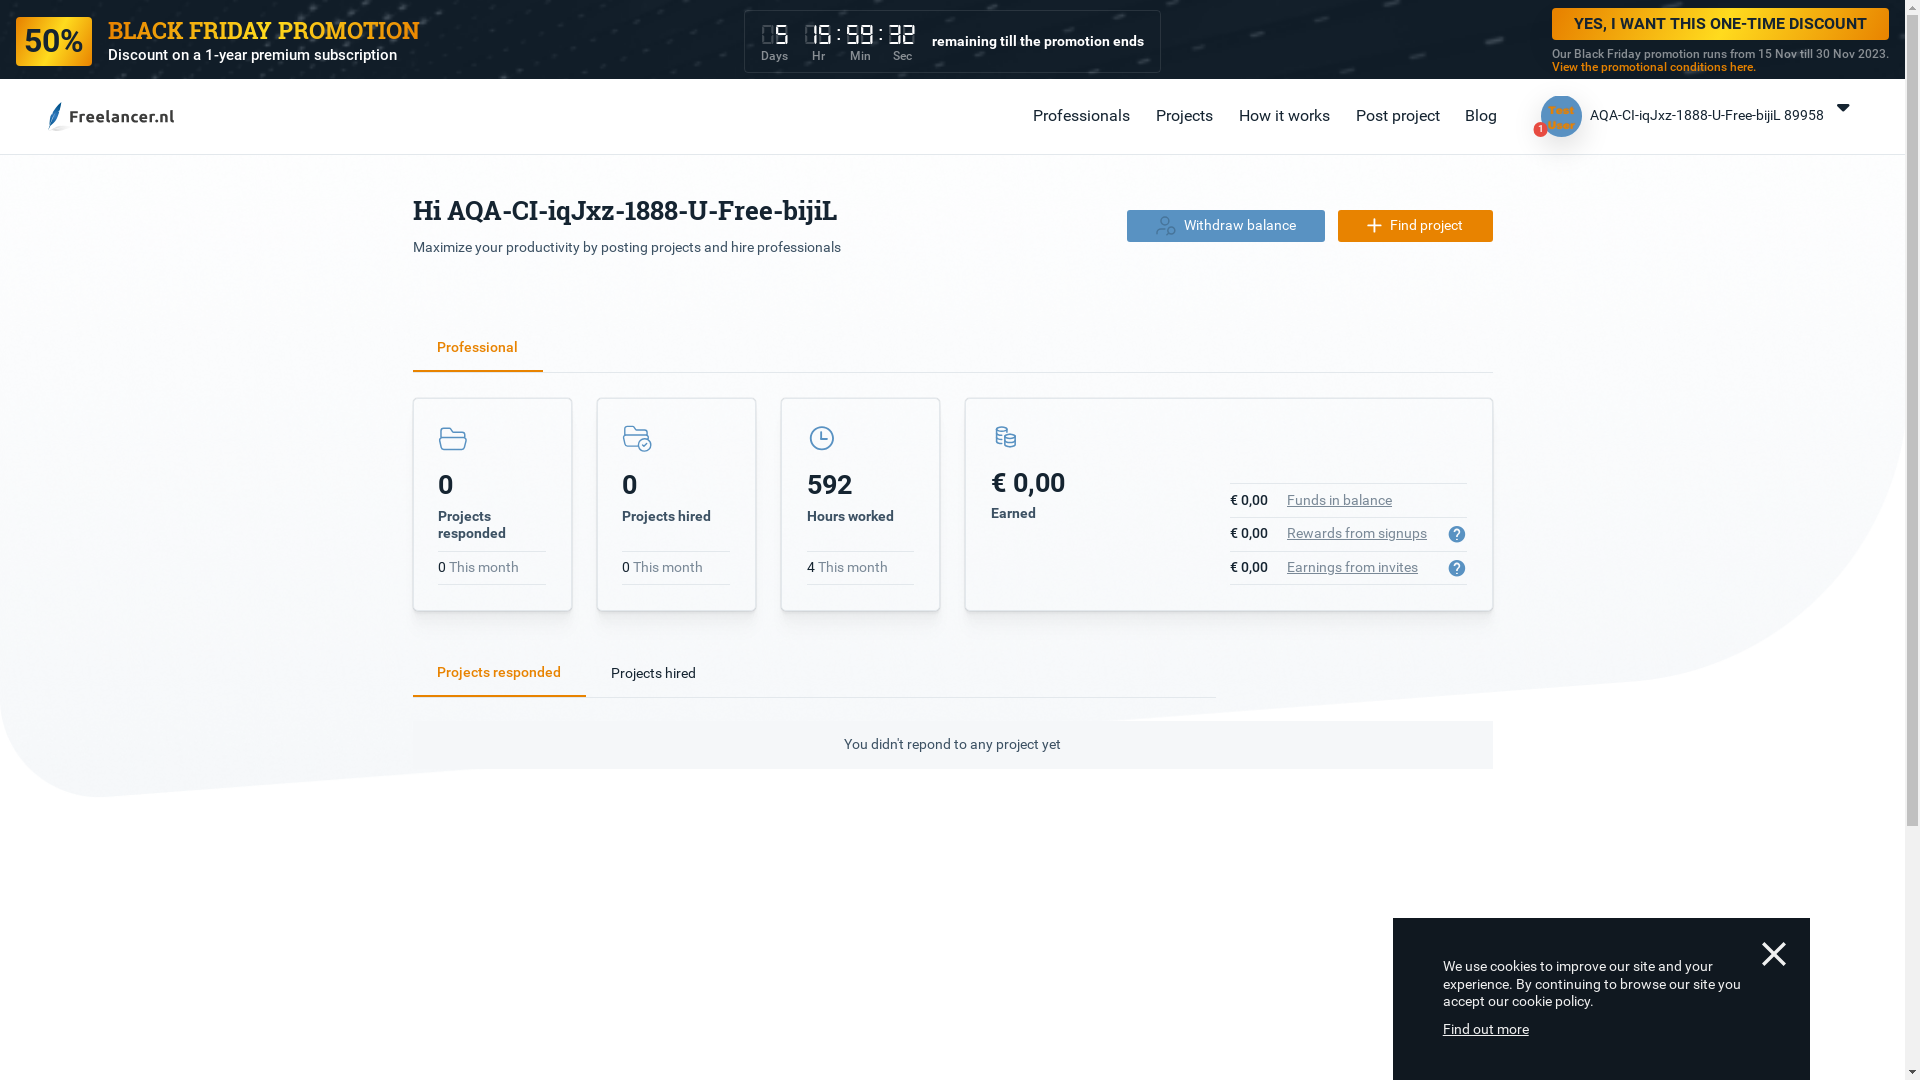 50%
BLACK FRIDAY PROMOTION
Discount on a 1-year premium subscription
5 15 : 59 : 32
Days Hr Min Sec
remaining till the promotion ends
YES, I WANT THIS ONE-TIME DISCOUNT
Our Black Friday promotion runs from 15 Nov till 30 Nov 2023.
View the promotional conditions here.
Freelancer.nl
Professionals
Projects
How it works
Post project
Blog
Test
User
1
AQA-CI-iqJxz-1888-U-Free-bijiL 89958
Hi AQA-CI-iqJxz-1888-U-Free-bijiL
Maximize your productivity by posting projects and hire professionals
Withdraw balance
Find project
Professional
0
Projects
responded
0 This month
0
Projects hired
0 This month
592
Hours worked
4 This month
€ 0,00
Earned
€ 0,00 Funds in balance
€ 0,00 Rewards from signups ?
€ 0,00 Earnings from invites ?
Projects responded
Projects hired
You didn't repond to any project yet
We use cookies to improve our site and your
experience. By continuing to browse our site you
accept our cookie policy.
Find out more